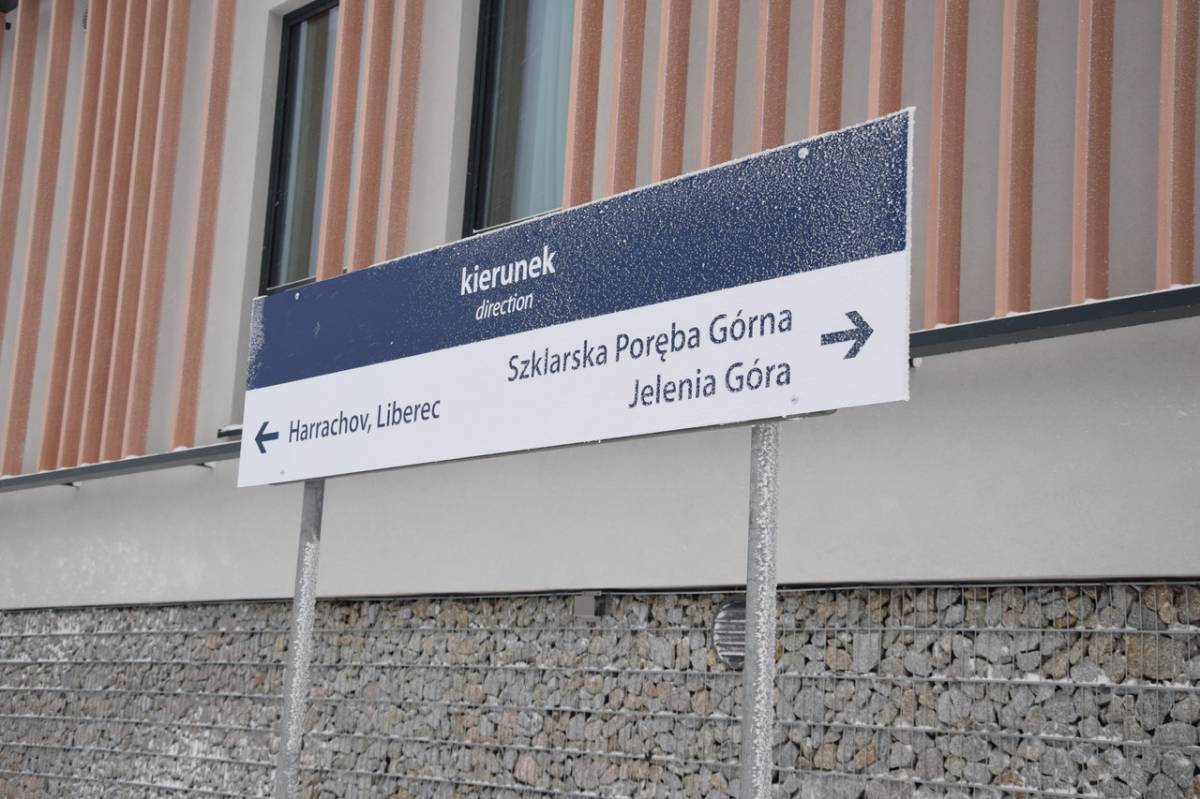 kierunek
direction
Szklarska Poręba Górna
Jelenia Góra
Harrachov, Liberec